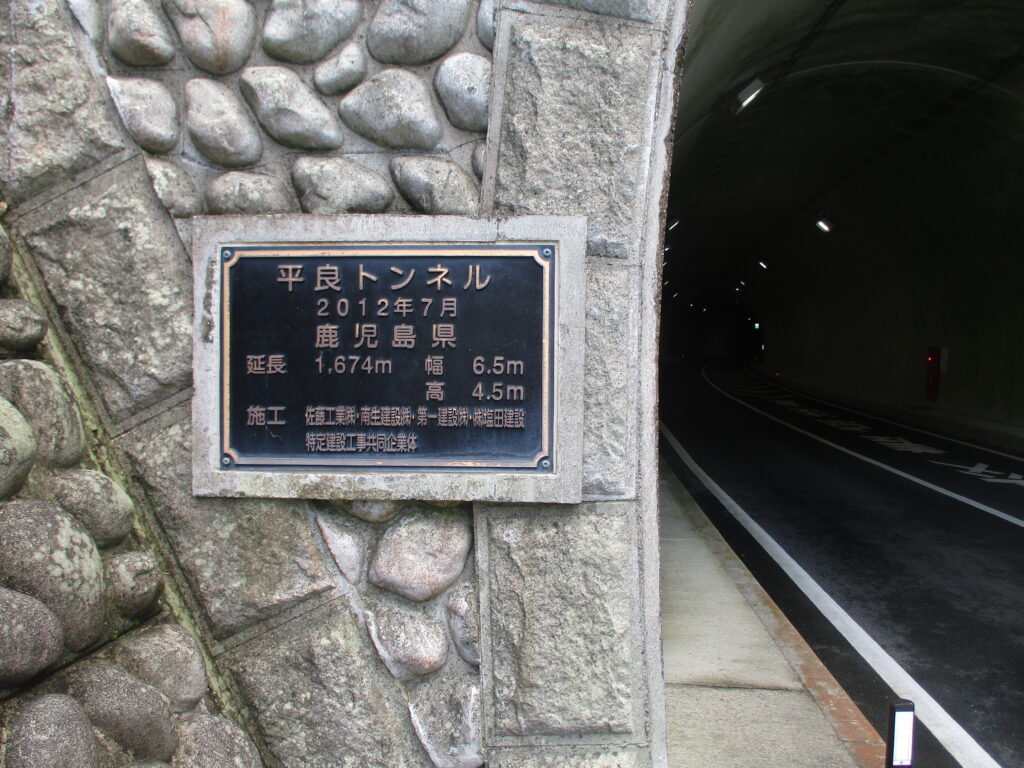 平良トンネル
2012年7月
鹿児島県
延長 1,674m 幅 6.5m
高 4.5m
施工 佐藤工業㈱・南生建設㈱・第一建設㈱・㈱塩田建設
特定建設工事共同企業体